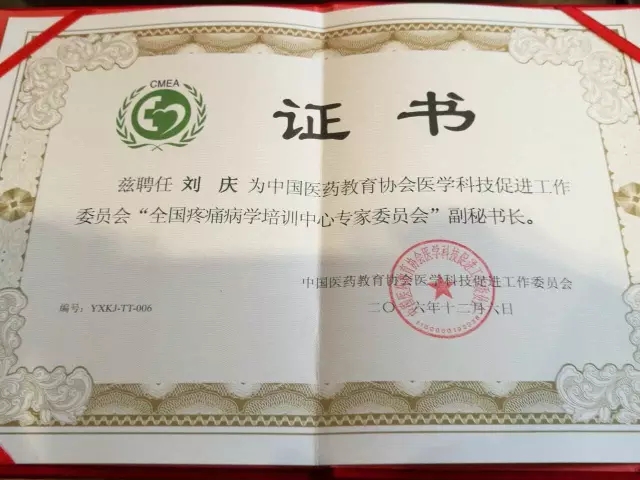 CMEA
证书
兹聘任 刘 庆 为中国医药教育协会医学科技促进工作
委员会“全国疼痛病学培训中心专家委员会”副秘书长。
中国医药教育协会医学科技促进工作委员会
编号：YXKJ-TT-006
二〇一六年十二月六日